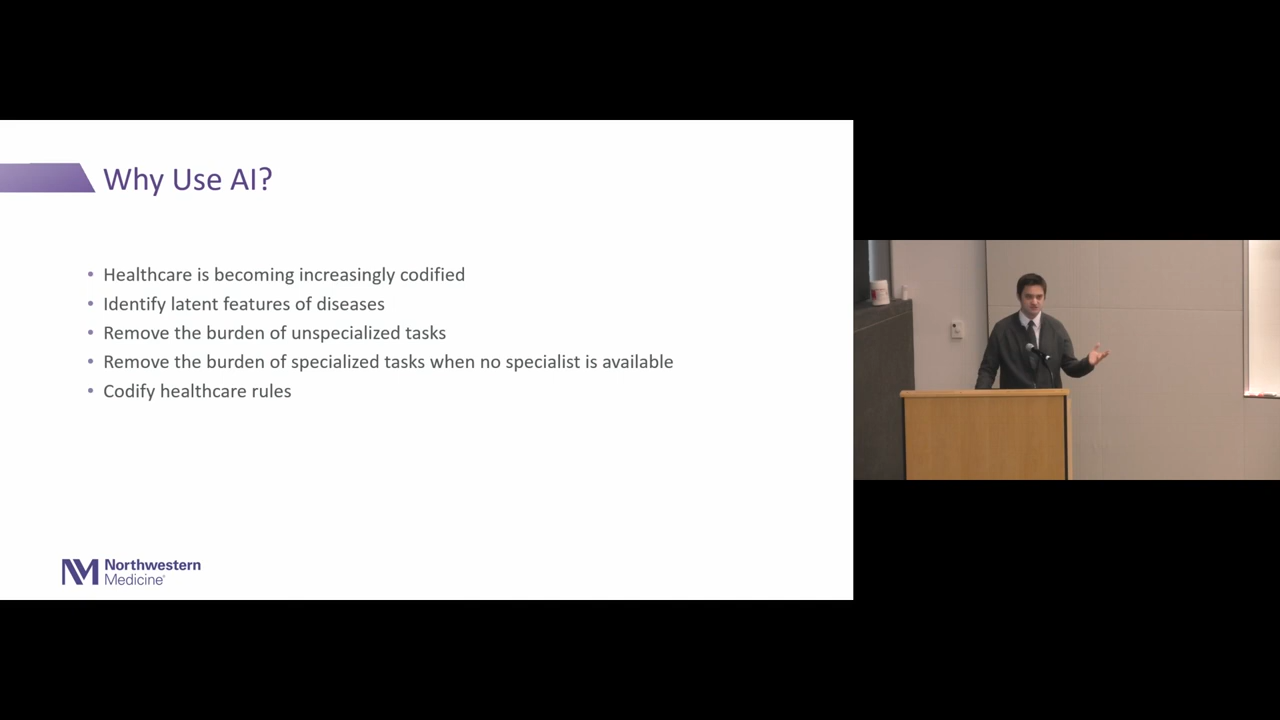 Why Use AI?
• Healthcare is becoming increasingly codified
• Identify latent features of diseases
• Remove the burden of unspecialized tasks
• Remove the burden of specialized tasks when no specialist is available
• Codify healthcare rules
NM Northwestern
Medicine®